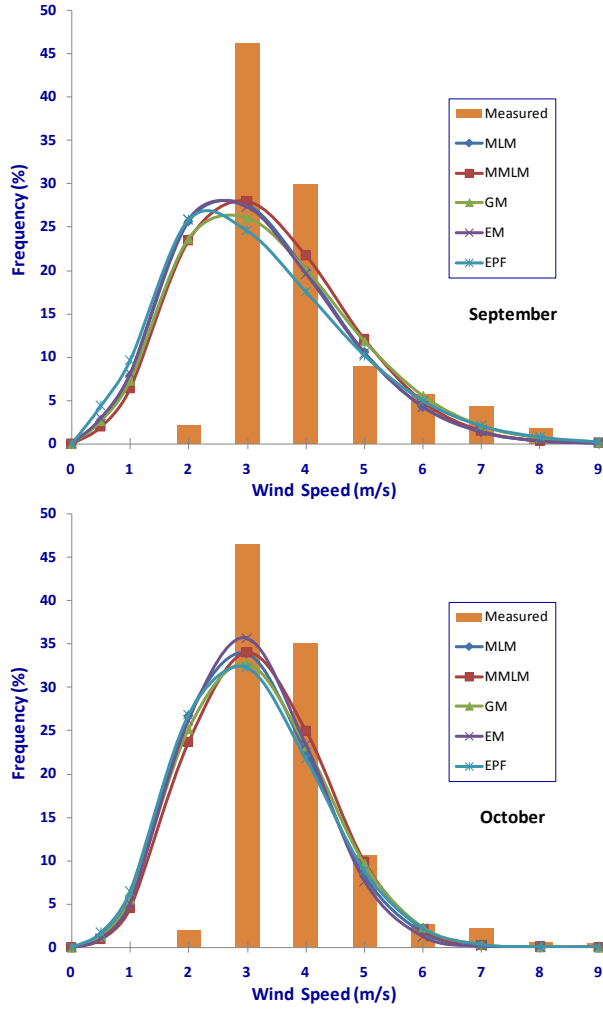 50
45
40
35
30
25
20
15
10
5
0
Frequency (%)
Measured
MLM
MMLM
GM
EM
EPF
September
0 1 2 3 4 5 6 7 8 9
Wind Speed (m/s)
50
45
40
35
30
25
20
15
10
5
0
Frequency (%)
Measured
MLM
MMLM
GM
EM
EPF
October
0 1 2 3 4 5 6 7 8 9
Wind Speed (m/s)